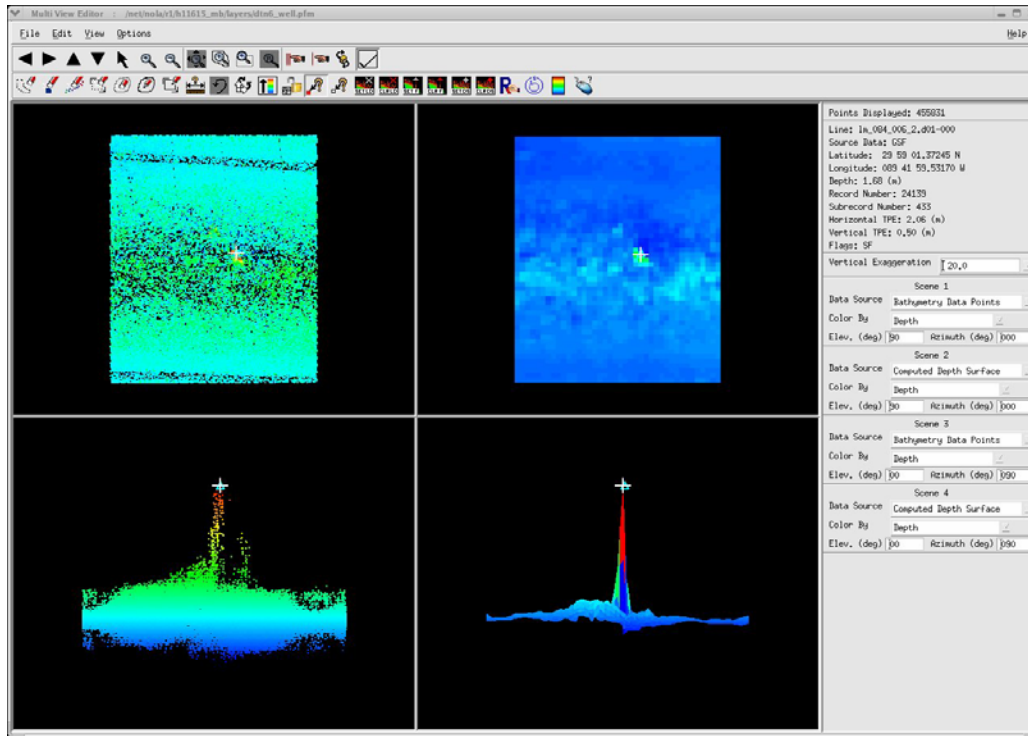 Multi View Editor : /net/nola/r1/h11615_mb/layers/dtn6_well.pfm
File Edit View Options Help
Points Displayed: 455031
Line: lm_084_006_2.d01-000
Source Data: GSF
Latitude: 29 59 01.37245 N
Longitude: 089 41 59.53170 W
Depth: 1.68 (m)
Record Number: 24139
Subrecord Number: 433
Horizontal TPE: 2.06 (m)
Vertical TPE: 0.50 (m)
Flags: SF
Vertical Exaggeration 20.0
Scene 1
Data Source Bathymetry Data Points
Color By Depth
Elev. (deg) 90 Azimuth (deg) 000
Scene 2
Data Source Computed Depth Surface
Color By Depth
Elev. (deg) 90 Azimuth (deg) 000
Scene 3
Data Source Bathymetry Data Points
Color By Depth
Elev. (deg) 00 Azimuth (deg) 090
Scene 4
Data Source Computed Depth Surface
Color By Depth
Elev. (deg) 00 Azimuth (deg) 090